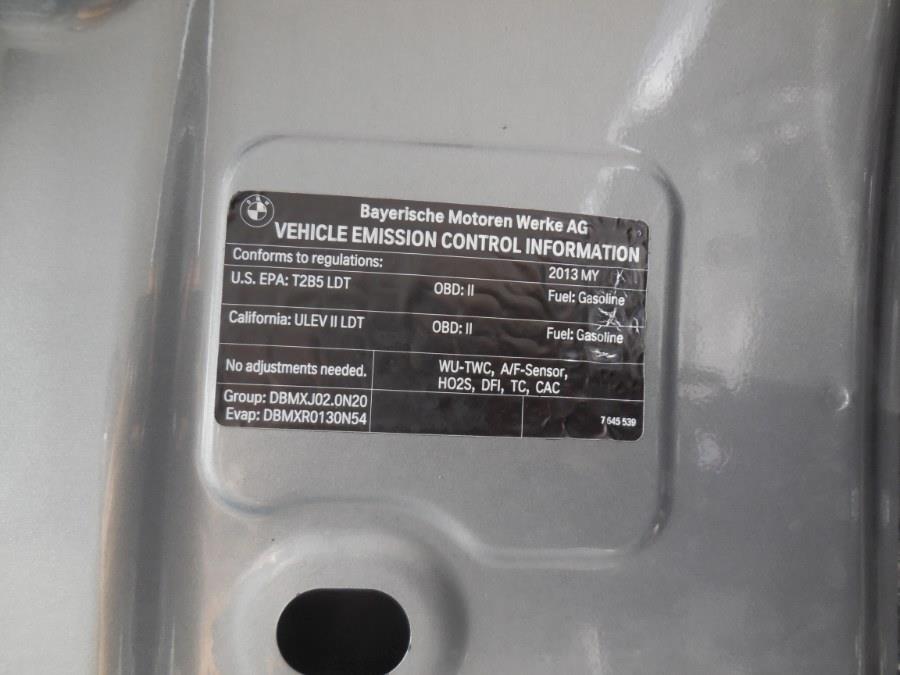 BMW
Bayerische Motoren Werke AG
VEHICLE EMISSION CONTROL INFORMATION
Conforms to regulations: 2013 MY
U.S. EPA: T2B5 LDT OBD: II Fuel: Gasoline
California: ULEV II LDT OBD: II Fuel: Gasoline
No adjustments needed. WU-TWC, A/F-Sensor,
HO2S, DFI, TC, CAC
Group: DBMXJ02.0N20
Evap: DBMXR0130N54 7 645 539